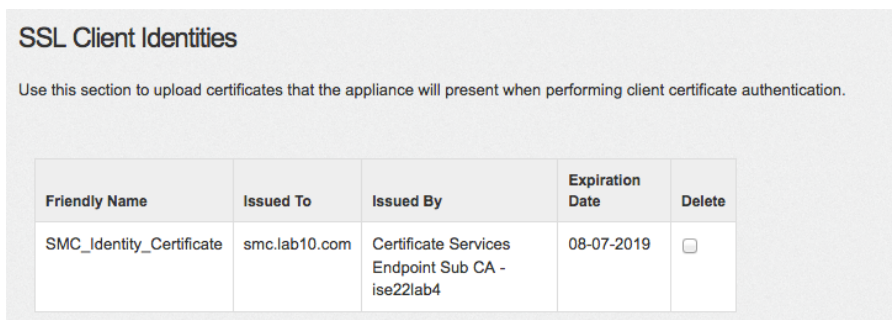 SSL Client Identities
Use this section to upload certificates that the appliance will present when performing client certificate authentication.
Friendly Name
Issued To
Issued By
Expiration
Date
Delete
SMC_Identity_Certificate
smc.lab10.com
Certificate Services
Endpoint Sub CA -
ise22lab4
08-07-2019